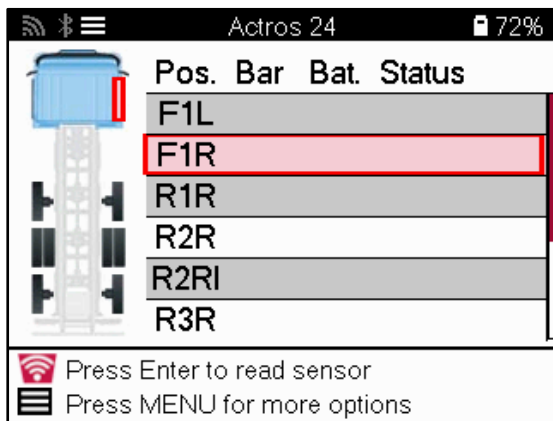 Actros 24 72%
Pos. Bar Bat. Status
F1L
F1R
R1R
R2R
R2RI
R3R
Press Enter to read sensor
Press MENU for more options